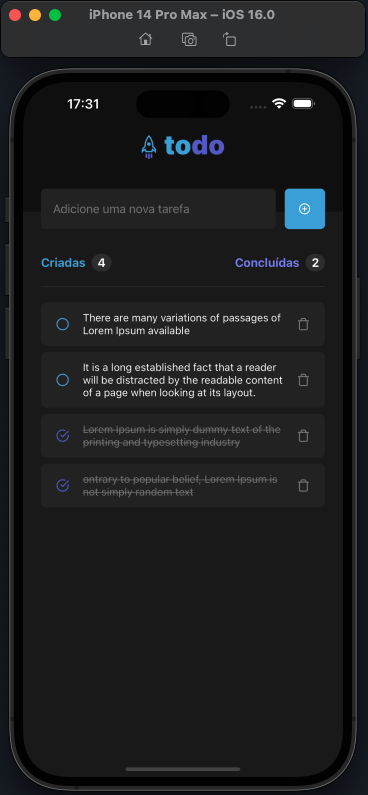 iPhone 14 Pro Max – iOS 16.0
17:31
todo
Adicione uma nova tarefa
Criadas 4
Concluídas 2
There are many variations of passages of
Lorem Ipsum available
It is a long established fact that a reader
will be distracted by the readable content
of a page when looking at its layout.
Lorem Ipsum is simply dummy text of the
printing and typesetting industry
ontrary to popular belief, Lorem Ipsum is
not simply random text